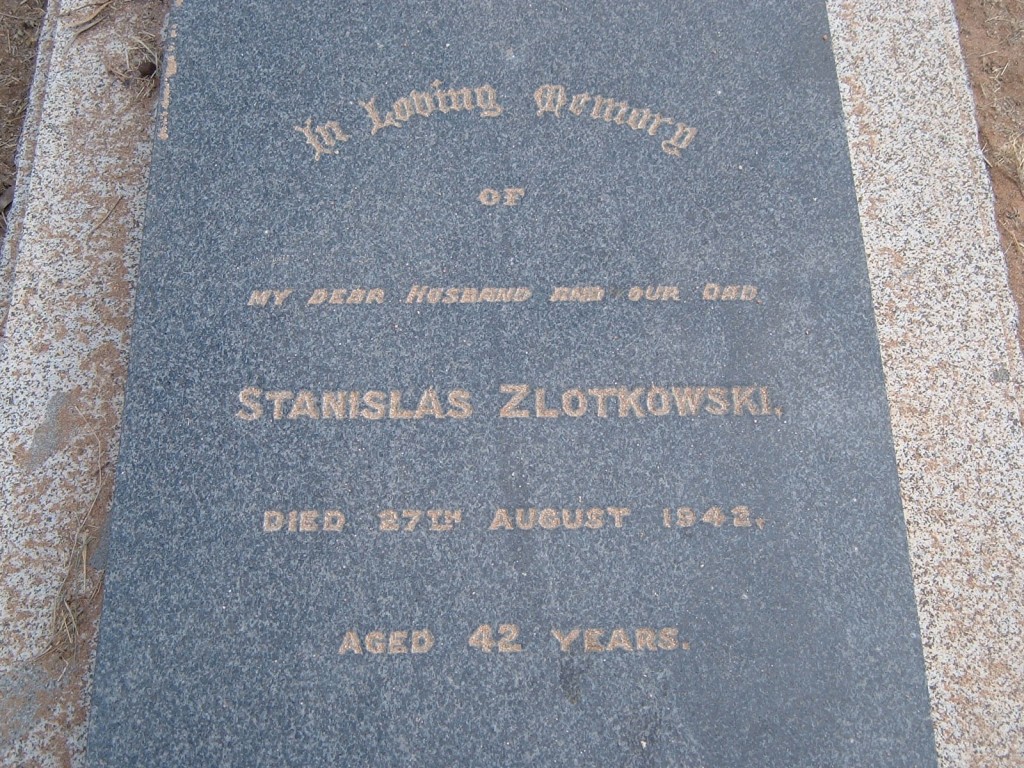 In Loving Memory
OF
MY DEAR HUSBAND AND OUR DAD.
STANISLAS ZLOTKOWSKI.
DIED 27TH AUGUST 1942,
AGED 42 YEARS.